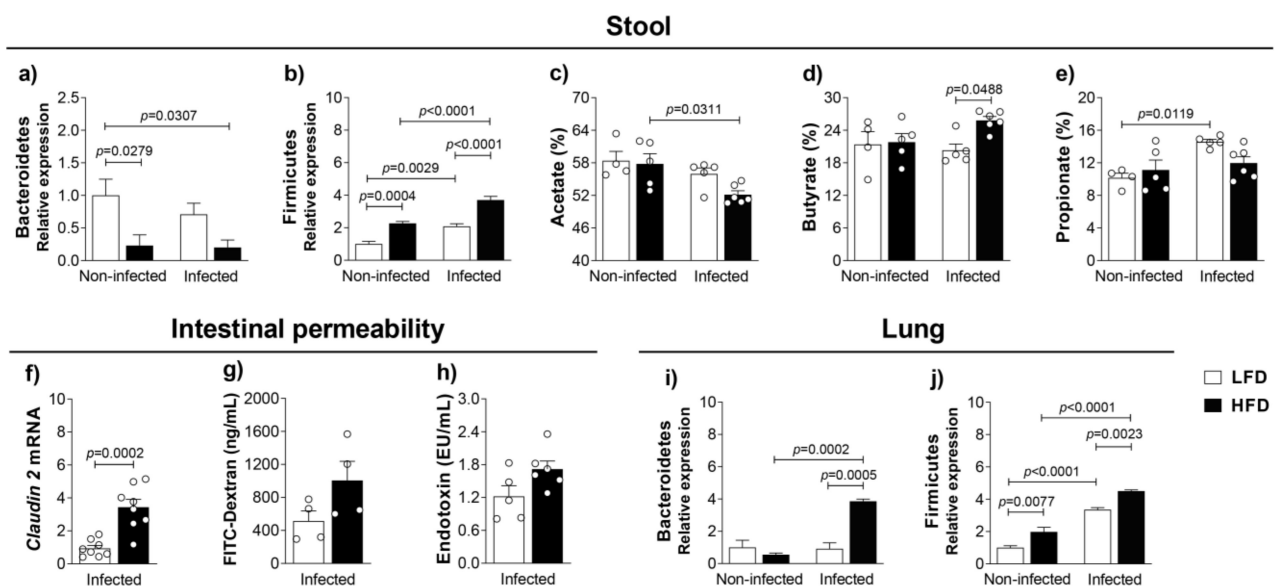 Stool
a)
Bacteroidetes
Relative expression
2.5
2.0
1.5
1.0
0.5
0.0
p=0.0307
p=0.0279
Non-infected Infected
b)
Firmicutes
Relative expression
10
8
6
4
2
0
p<0.0001
p<0.0001
p=0.0029
p=0.0004
Non-infected Infected
c)
Acetate (%)
70
64
58
52
46
40
p=0.0311
Non-infected Infected
d)
Butyrate (%)
30
24
18
12
6
0
p=0.0488
Non-infected Infected
e)
Propionate (%)
20
16
12
8
4
0
p=0.0119
Non-infected Infected
Intestinal permeability
f)
Claudin 2 mRNA
10
8
6
4
2
0
p=0.0002
Infected
g)
FITC-Dextran (ng/mL)
2000
1600
1200
800
400
0
Infected
h)
Endotoxin (EU/mL)
3.0
2.4
1.8
1.2
0.6
0.0
Infected
Lung
i)
Bacteroidetes
Relative expression
10
8
6
4
2
0
p=0.0002
p=0.0005
Non-infected Infected
j)
Firmicutes
Relative expression
10
8
6
4
2
0
p<0.0001
p=0.0023
p<0.0001
p=0.0077
Non-infected Infected
LFD
HFD